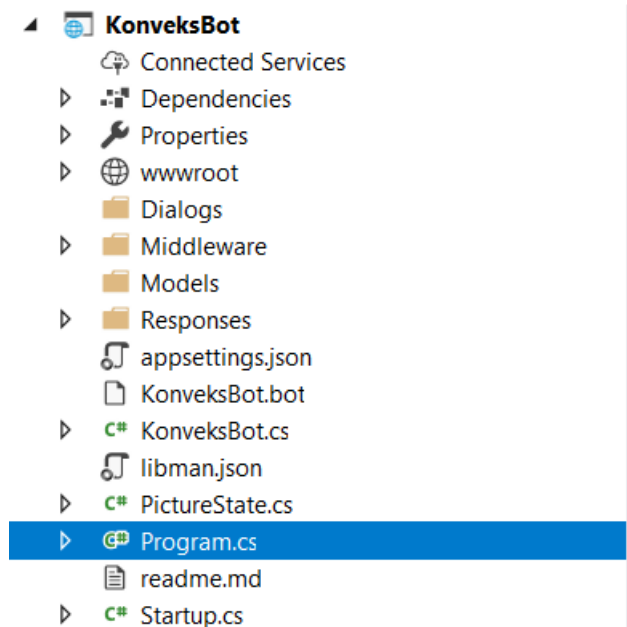 KonveksBot
Connected Services
Dependencies
Properties
wwwroot
Dialogs
Middleware
Models
Responses
appsettings.json
KonveksBot.bot
C# KonveksBot.cs
libman.json
C# PictureState.cs
C# Program.cs
readme.md
C# Startup.cs